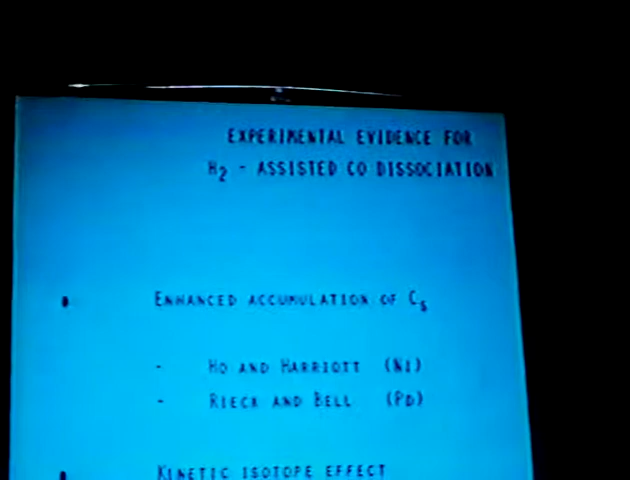 EXPERIMENTAL EVIDENCE FOR
H2 - ASSISTED CO DISSOCIATION
• ENHANCED ACCUMULATION OF Cs
- HO AND HARRIOTT (NI)
- RIECK AND BELL (PD)
• KINETIC ISOTOPE EFFECT